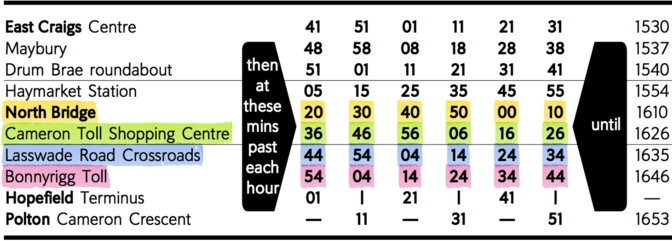 East Craigs Centre 41 51 01 11 21 31 1530
Maybury 48 58 08 18 28 38 1537
Drum Brae roundabout then 51 01 11 21 31 41 1540
Haymarket Station at 05 15 25 35 45 55 1554
North Bridge these 20 30 40 50 00 10 1610
Cameron Toll Shopping Centre mins 36 46 56 06 16 26 until 1626
Lasswade Road Crossroads past 44 54 04 14 24 34 1635
Bonnyrigg Toll each 54 04 14 24 34 44 1646
Hopefield Terminus hour 01 | 21 | 41 | —
Polton Cameron Crescent — 11 — 31 — 51 1653